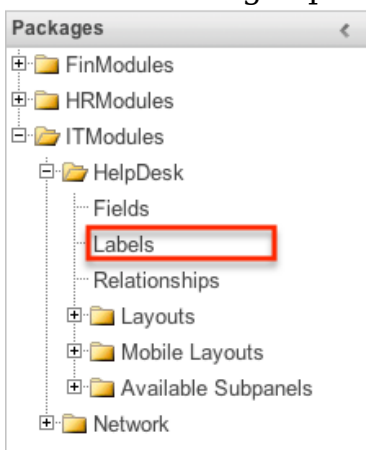 Packages
FinModules
HRModules
ITModules
HelpDesk
Fields
Labels
Relationships
Layouts
Mobile Layouts
Available Subpanels
Network